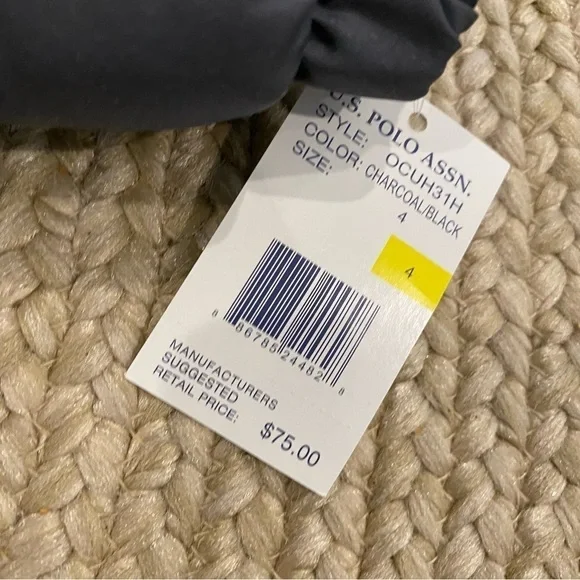 U.S. POLO ASSN.
STYLE: OCUH31H
COLOR: CHARCOAL/BLACK
SIZE: 4
4
8 86785 24482 8
MANUFACTURERS
SUGGESTED
RETAIL PRICE: $75.00